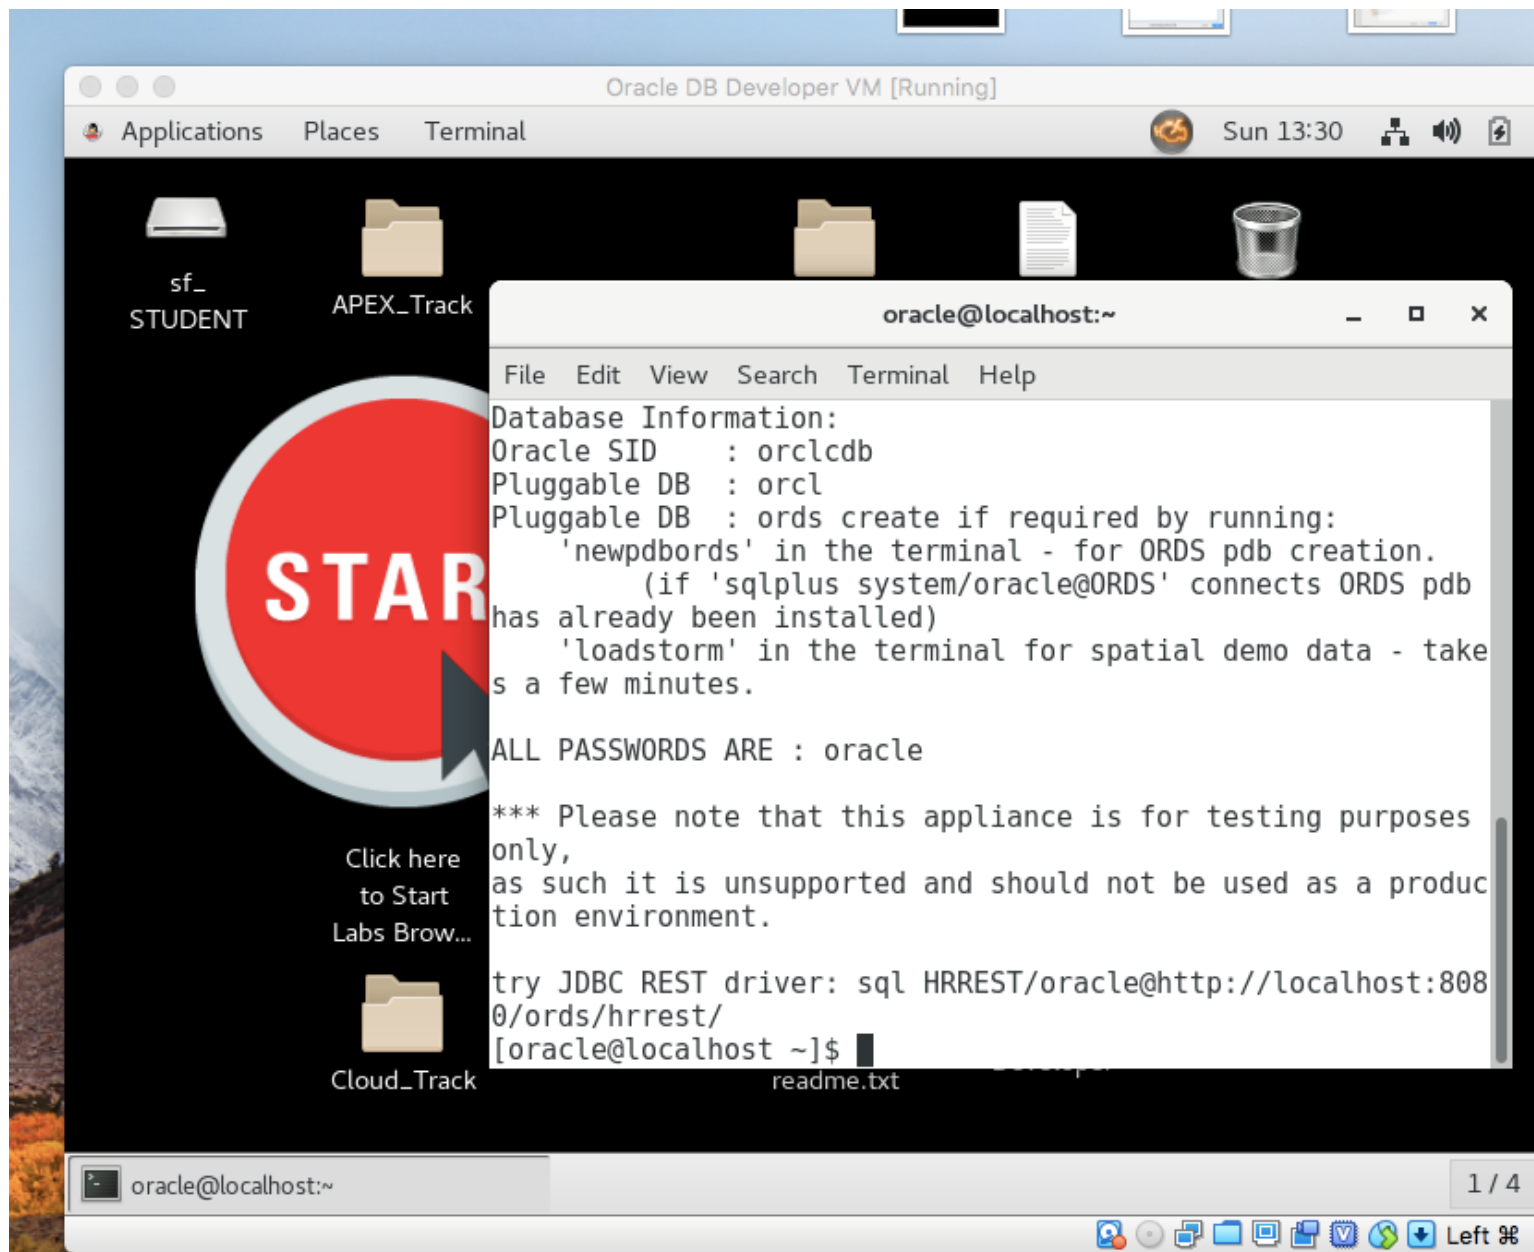 Oracle DB Developer VM [Running]
Applications Places Terminal Sun 13:30
sf_
STUDENT
APEX_Track
oracle@localhost:~
File Edit View Search Terminal Help
Database Information:
Oracle SID    : orclcdb
Pluggable DB  : orcl
Pluggable DB  : ords create if required by running:
    'newpdbords' in the terminal - for ORDS pdb creation.
         (if 'sqlplus system/oracle@ORDS' connects ORDS pdb
has already been installed)
    'loadstorm' in the terminal for spatial demo data - take
s a few minutes.
ALL PASSWORDS ARE : oracle
*** Please note that this appliance is for testing purposes
only,
as such it is unsupported and should not be used as a produc
tion environment.
try JDBC REST driver: sql HRREST/oracle@http://localhost:808
0/ords/hrrest/
[oracle@localhost ~]$
STAR
Click here
to Start
Labs Brow...
Cloud_Track
readme.txt
oracle@localhost:~
1 / 4
Left ⌘